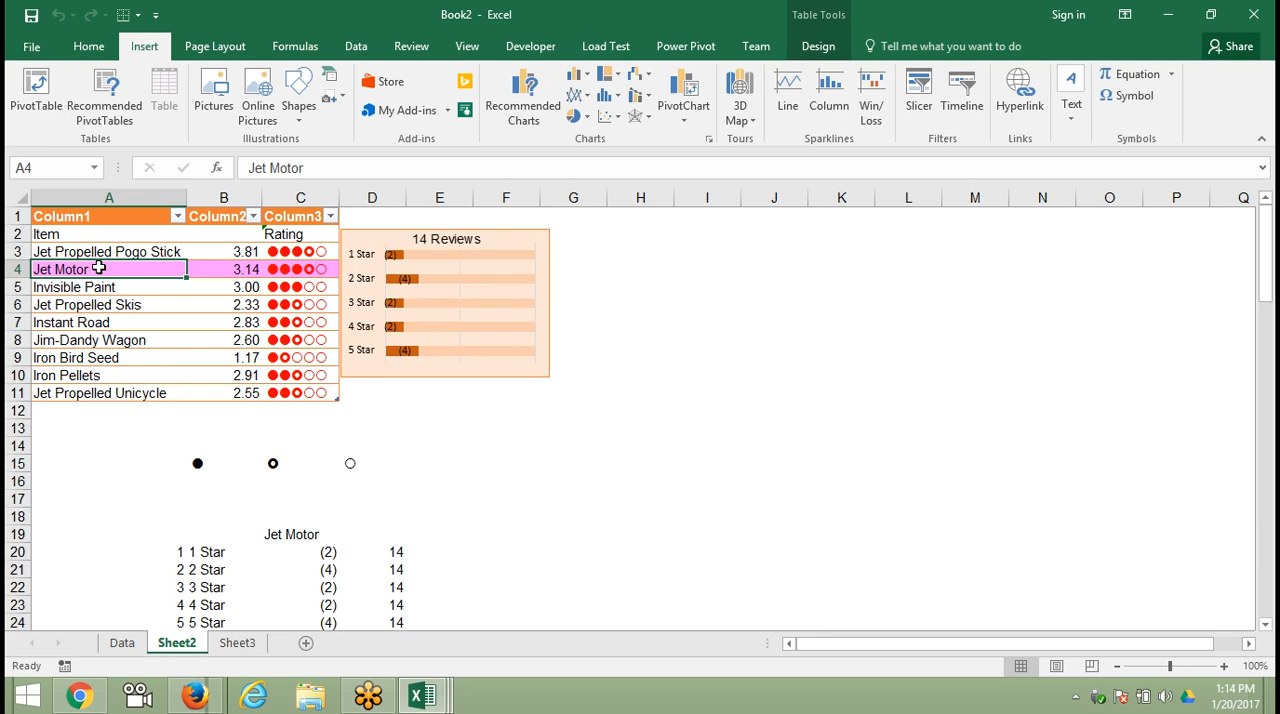 Book2 - Excel
Table Tools
Sign in
File Home Insert Page Layout Formulas Data Review View Developer Load Test Power Pivot Team Design Tell me what you want to do Share
PivotTable
Recommended PivotTables
Table
Pictures
Online Pictures
Shapes
Store
My Add-ins
Recommended Charts
PivotChart
3D Map
Line
Column
Win/Loss
Slicer
Timeline
Hyperlink
Text
Equation
Symbol
Tables Illustrations Add-ins Charts Tours Sparklines Filters Links Symbols
A4 fx Jet Motor
A B C D E F G H I J K L M N O P Q
1 Column1 Column2 Column3
2 Item Rating
3 Jet Propelled Pogo Stick 3.81
4 Jet Motor 3.14
5 Invisible Paint 3.00
6 Jet Propelled Skis 2.33
7 Instant Road 2.83
8 Jim-Dandy Wagon 2.60
9 Iron Bird Seed 1.17
10 Iron Pellets 2.91
11 Jet Propelled Unicycle 2.55
14 Reviews
1 Star (2)
2 Star (4)
3 Star (2)
4 Star (2)
5 Star (4)
12
13
14
15
16
17
18
19 Jet Motor
20 1 1 Star (2) 14
21 2 2 Star (4) 14
22 3 3 Star (2) 14
23 4 4 Star (2) 14
24 5 5 Star (4) 14
Data Sheet2 Sheet3
Ready 100%
1:14 PM
1/20/2017